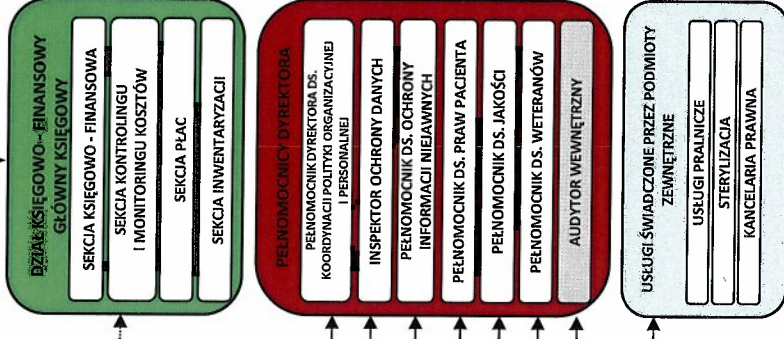 DZIAŁ KSIĘGOWO - FINANSOWY
GŁÓWNY KSIĘGOWY
SEKCJA KSIĘGOWO - FINANSOWA
SEKCJA KONTROLINGU
I MONITORINGU KOSZTÓW
SEKCJA PŁAC
SEKCJA INWENTARYZACJI
PEŁNOMOCNICY DYREKTORA
PEŁNOMOCNIK DYREKTORA DS.
KOORDYNACJI POLITYKI ORGANIZACYJNEJ
I PERSONALNEJ
INSPEKTOR OCHRONY DANYCH
PEŁNOMOCNIK DS. OCHRONY
INFORMACJI NIEJAWNYCH
PEŁNOMOCNIK DS. PRAW PACJENTA
PEŁNOMOCNIK DS. JAKOŚCI
PEŁNOMOCNIK DS. WETERANÓW
AUDYTOR WEWNĘTRZNY
USŁUGI ŚWIADCZONE PRZEZ PODMIOTY
ZEWNĘTRZNE
USŁUGI PRALNICZE
STERYLIZACJA
KANCELARIA PRAWNA